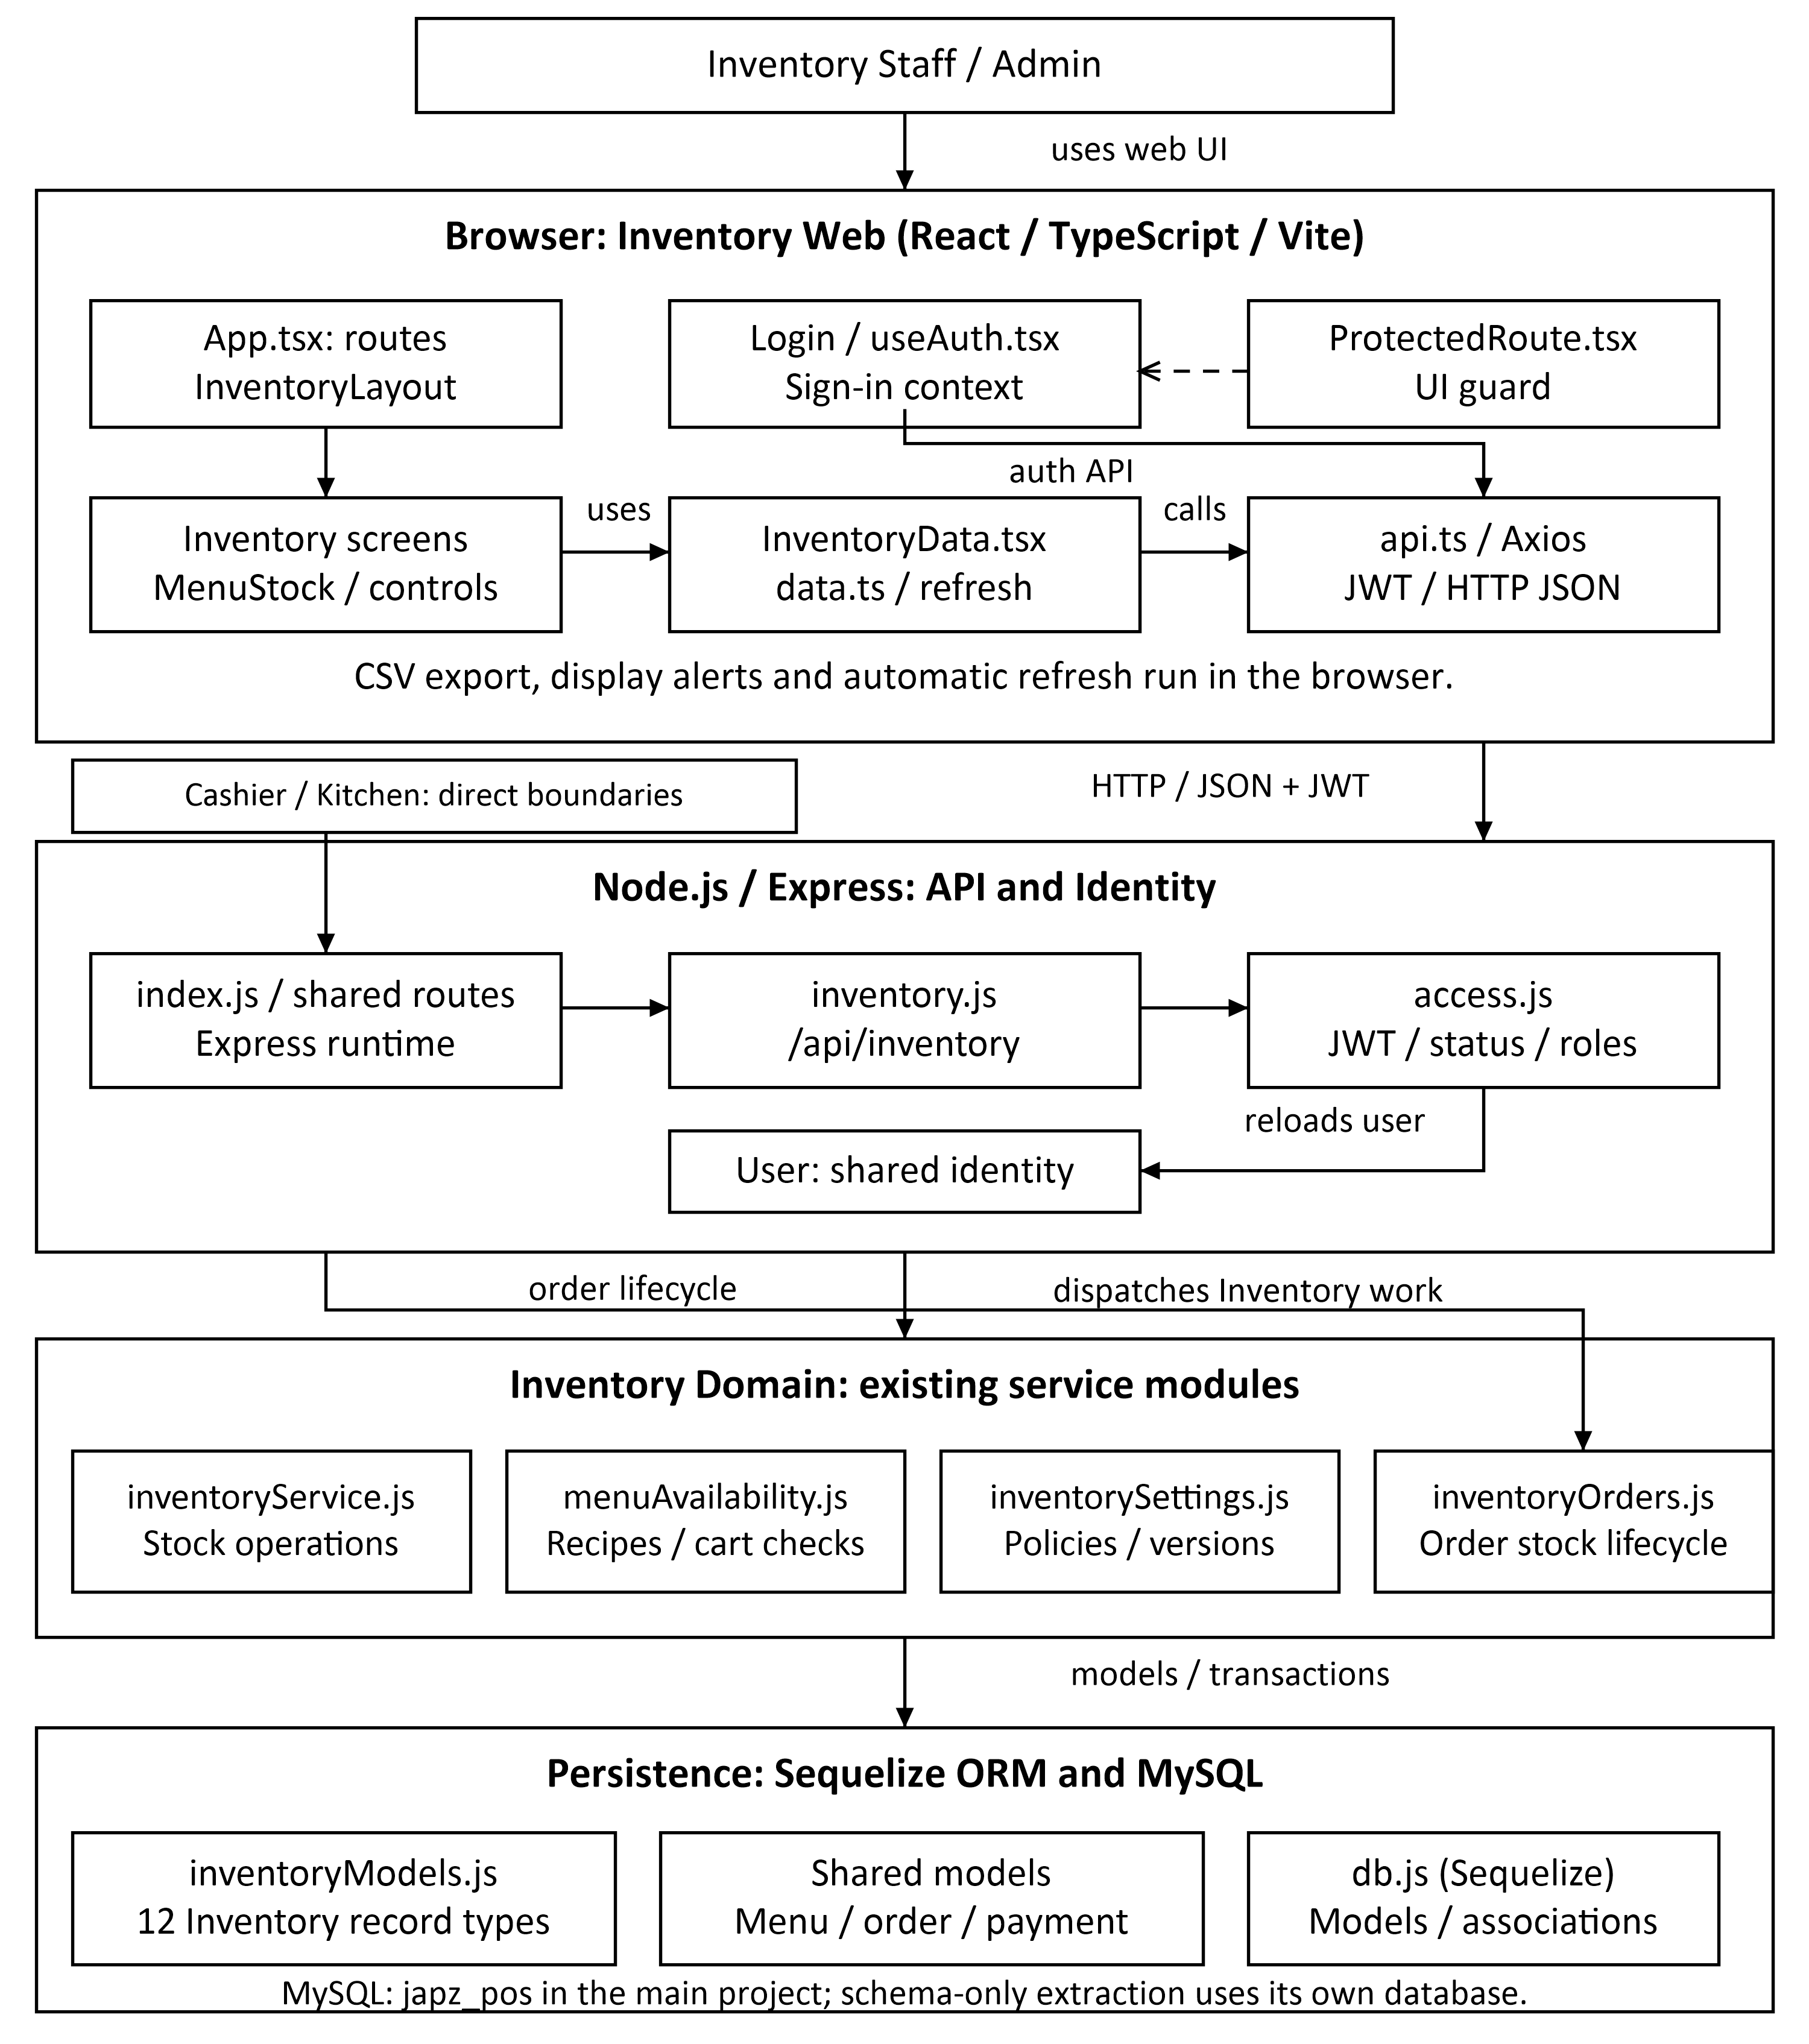 Inventory Staff / Admin
uses web UI
Browser: Inventory Web (React / TypeScript / Vite)
App.tsx: routes
InventoryLayout
Login / useAuth.tsx
Sign-in context
ProtectedRoute.tsx
UI guard
auth API
Inventory screens
MenuStock / controls
uses
InventoryData.tsx
data.ts / refresh
calls
api.ts / Axios
JWT / HTTP JSON
CSV export, display alerts and automatic refresh run in the browser.
Cashier / Kitchen: direct boundaries
HTTP / JSON + JWT
Node.js / Express: API and Identity
index.js / shared routes
Express runtime
inventory.js
/api/inventory
access.js
JWT / status / roles
reloads user
User: shared identity
order lifecycle
dispatches Inventory work
Inventory Domain: existing service modules
inventoryService.js
Stock operations
menuAvailability.js
Recipes / cart checks
inventorySettings.js
Policies / versions
inventoryOrders.js
Order stock lifecycle
models / transactions
Persistence: Sequelize ORM and MySQL
inventoryModels.js
12 Inventory record types
Shared models
Menu / order / payment
db.js (Sequelize)
Models / associations
MySQL: japz_pos in the main project; schema-only extraction uses its own database.